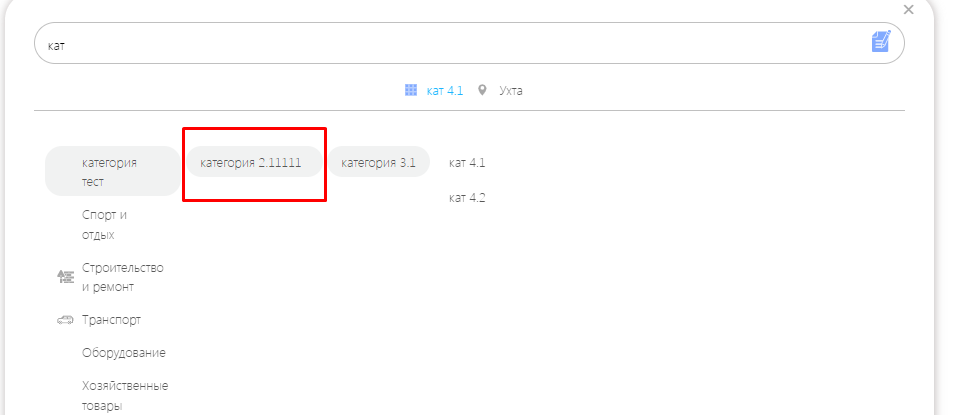 кат
кат 4.1 Ухта
категория
тест
категория 2.11111
категория 3.1
кат 4.1
кат 4.2
Спорт и
отдых
Строительство
и ремонт
Транспорт
Оборудование
Хозяйственные
товары